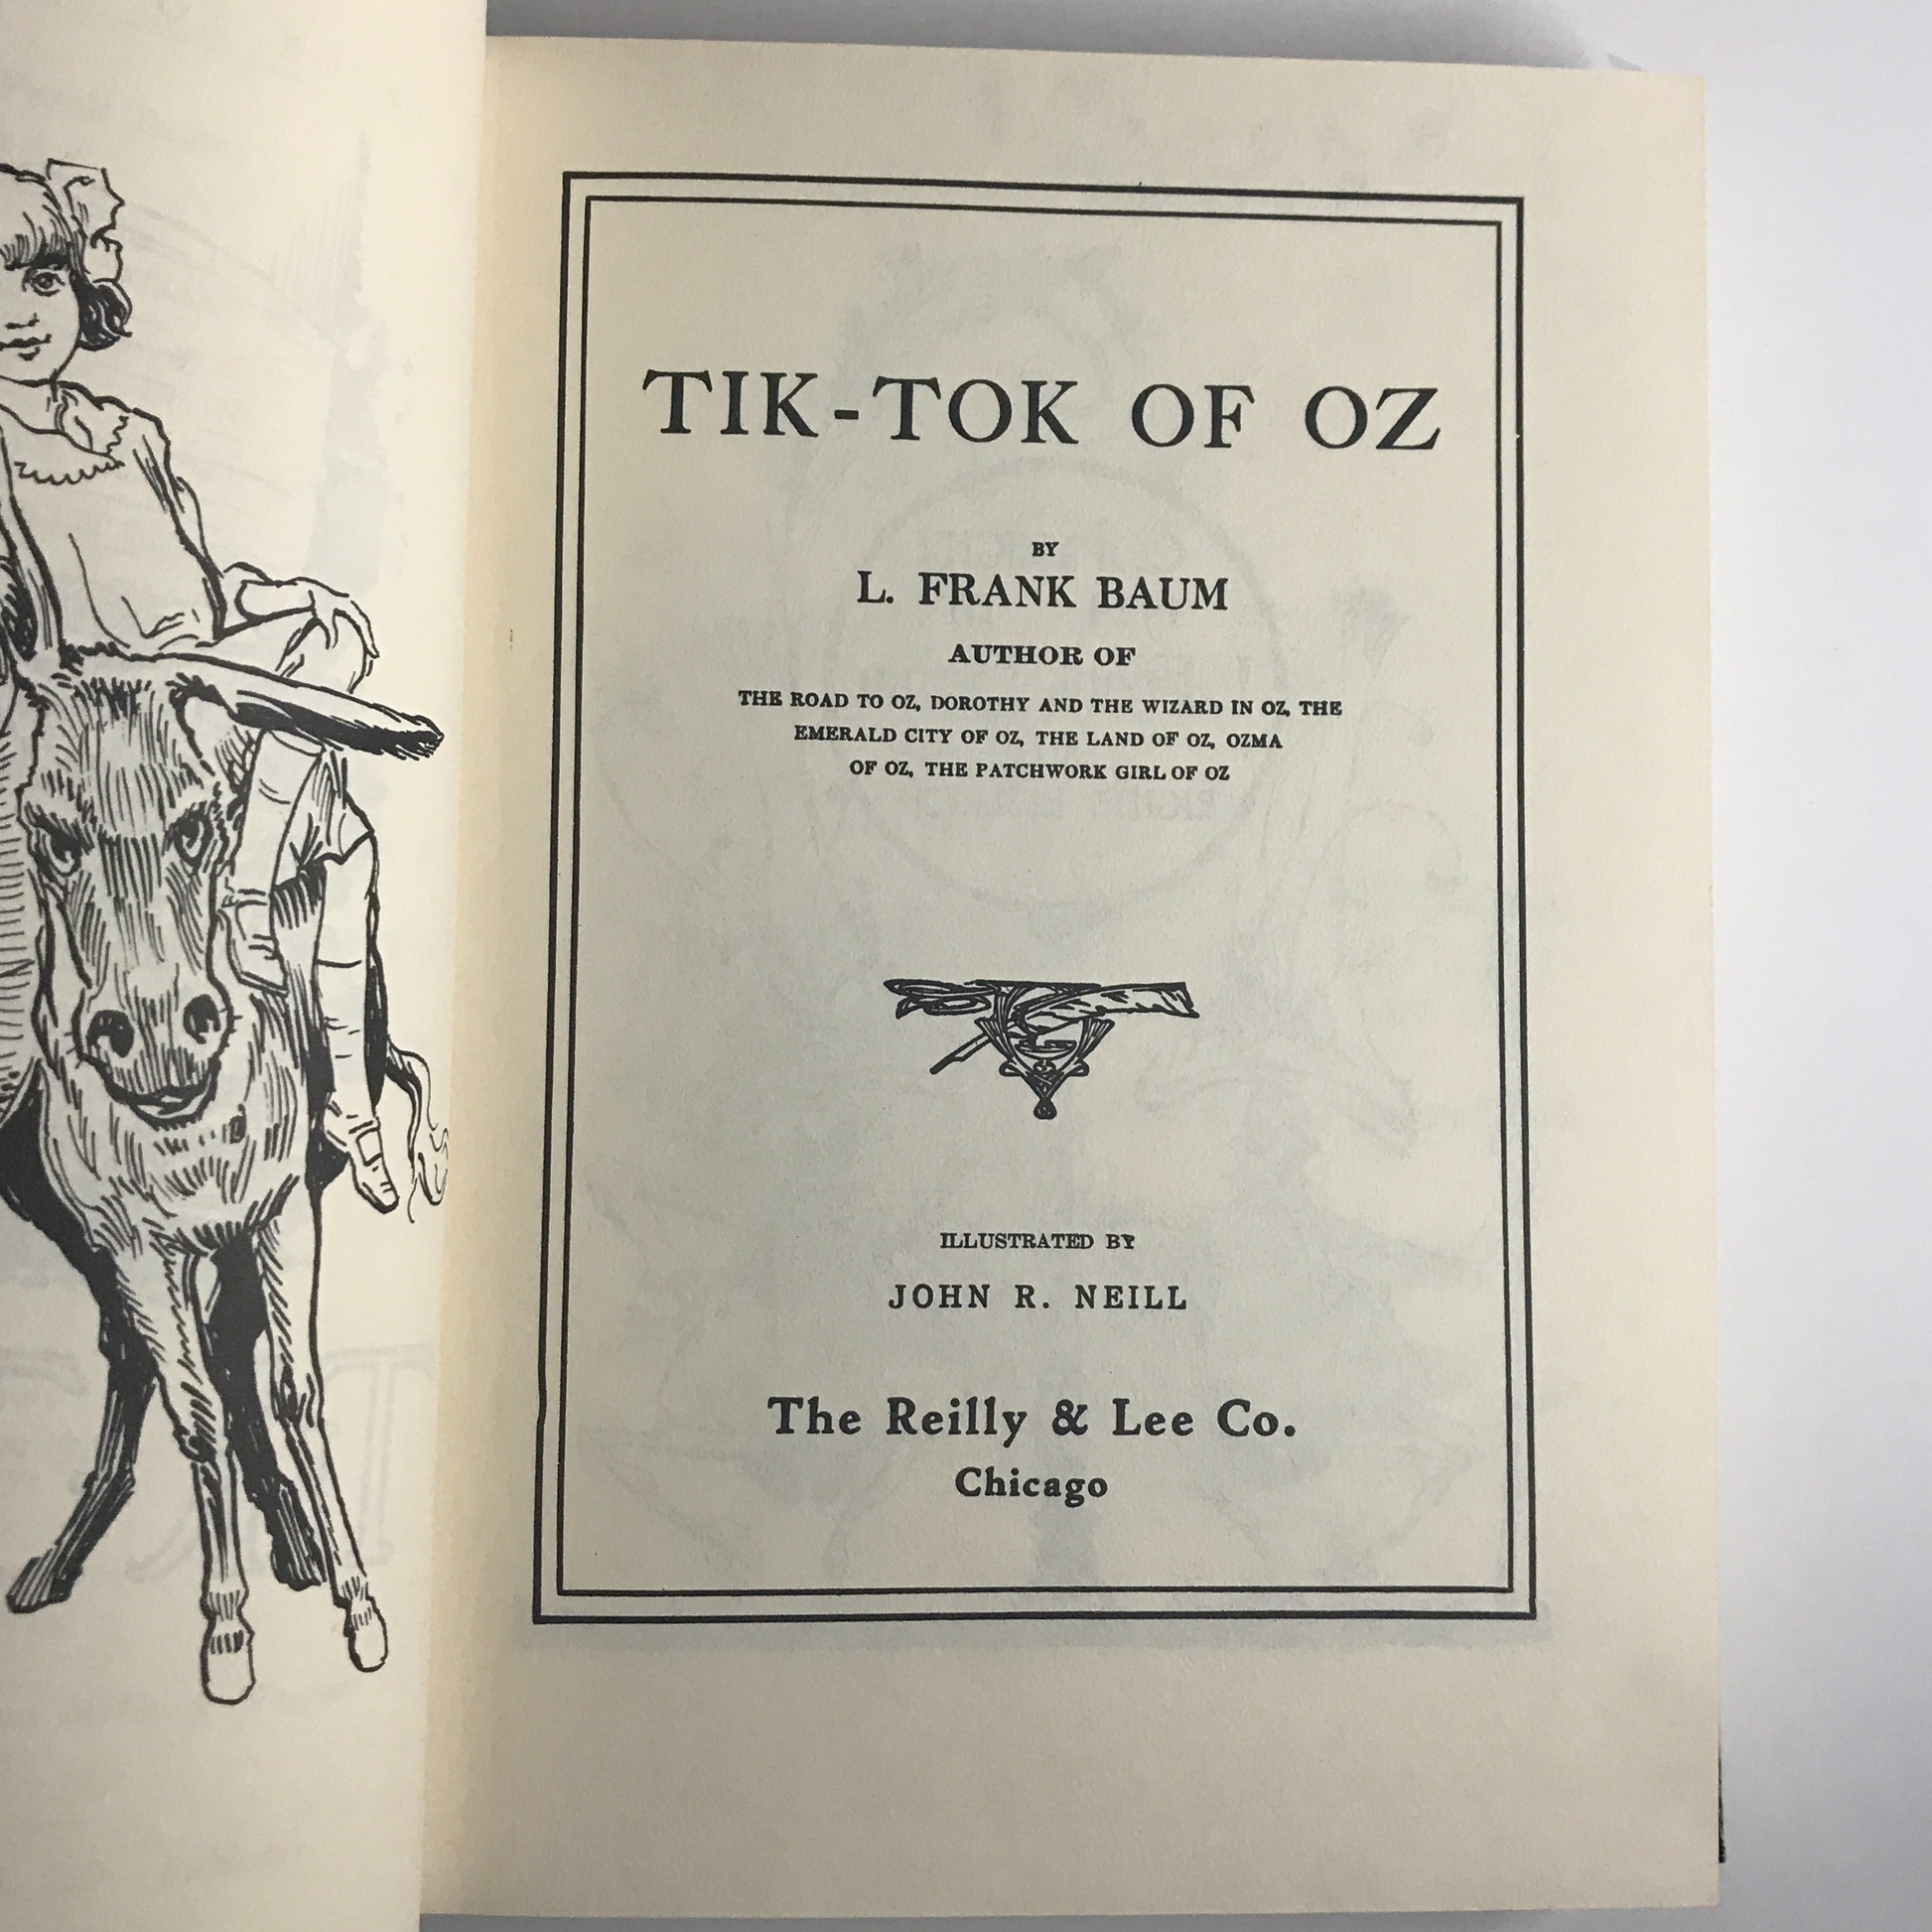 TIK-TOK OF OZ
BY
L. FRANK BAUM
AUTHOR OF
THE ROAD TO OZ, DOROTHY AND THE WIZARD IN OZ, THE
EMERALD CITY OF OZ, THE LAND OF OZ, OZMA
OF OZ, THE PATCHWORK GIRL OF OZ
ILLUSTRATED BY
JOHN R. NEILL
The Reilly & Lee Co.
Chicago